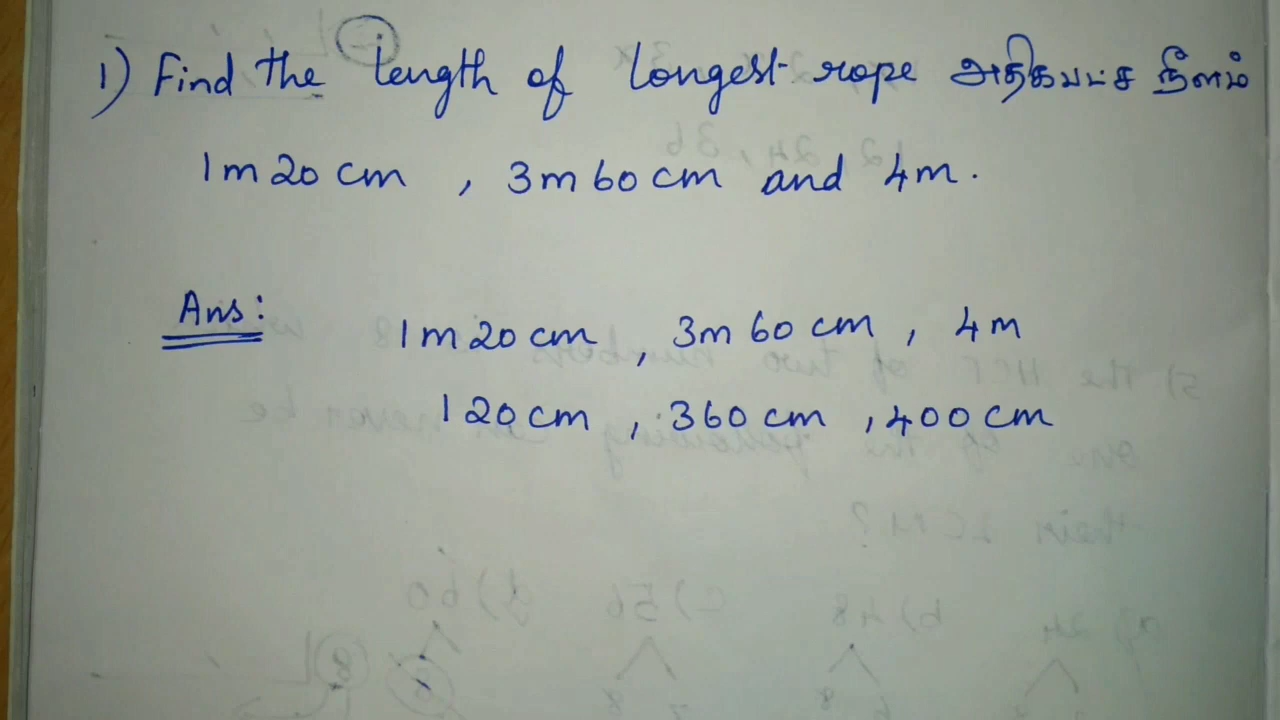 1) Find the length of longest rope அதிகபட்ச நீளம்
1m 20 cm , 3m 60 cm and 4m.
Ans:
1m 20 cm , 3m 60 cm , 4m
120 cm , 360 cm , 400 cm